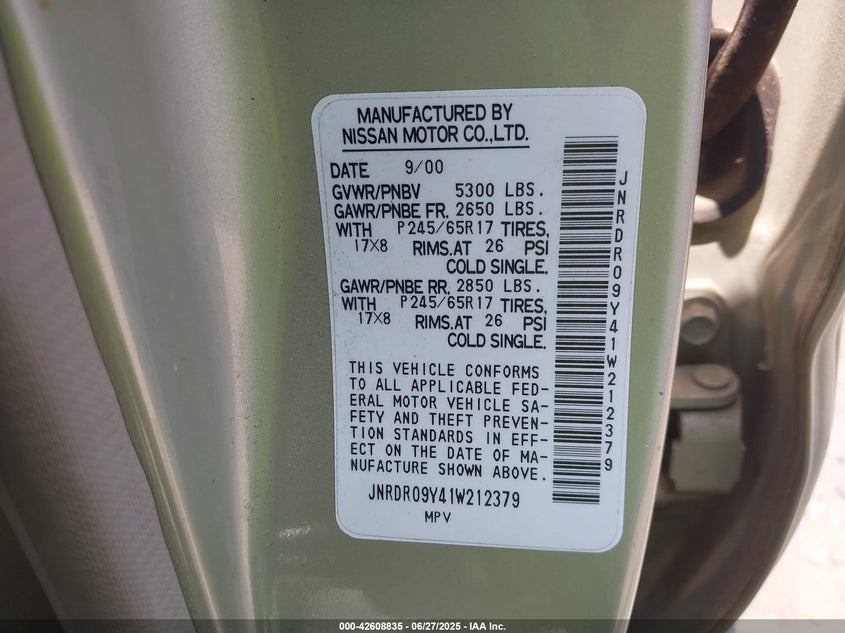 MANUFACTURED BY
NISSAN MOTOR CO.,LTD.
DATE 9/00
GVWR/PNBV 5300 LBS.
GAWR/PNBE FR. 2650 LBS.
WITH P245/65R17 TIRES,
17X8 RIMS.AT 26 PSI
COLD SINGLE.
GAWR/PNBE RR. 2850 LBS.
WITH P245/65R17 TIRES,
17X8 RIMS.AT 26 PSI
COLD SINGLE.
THIS VEHICLE CONFORMS
TO ALL APPLICABLE FED-
ERAL MOTOR VEHICLE SA-
FETY AND THEFT PREVEN-
TION STANDARDS IN EFF-
ECT ON THE DATE OF MA-
NUFACTURE SHOWN ABOVE.
JNRDR09Y41W212379
MPV
JNRDR09Y41W212379
000-42608835 | 06/27/2025 - IAA Inc.